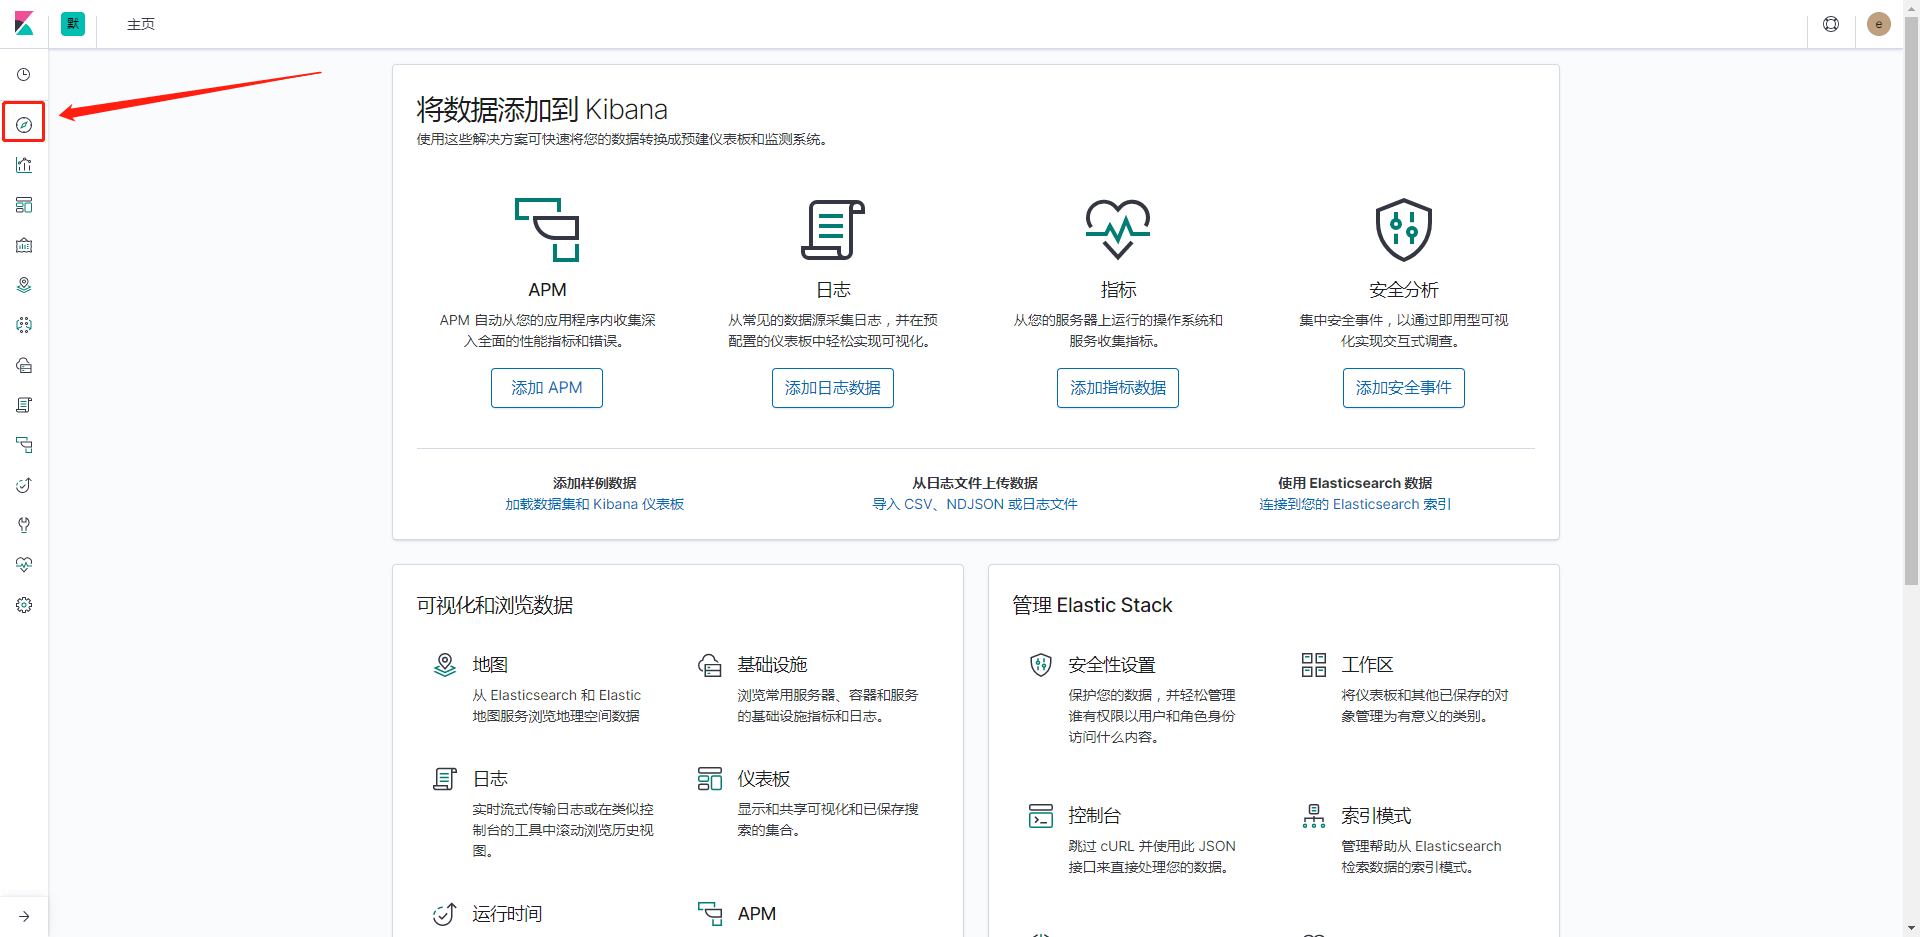 默
主页
e
将数据添加到 Kibana
使用这些解决方案可快速将您的数据转换成预建仪表板和监测系统。
APM
APM 自动从您的应用程序内收集深
入全面的性能指标和错误。
添加 APM
日志
从常见的数据源采集日志，并在预
配置的仪表板中轻松实现可视化。
添加日志数据
指标
从您的服务器上运行的操作系统和
服务收集指标。
添加指标数据
安全分析
集中安全事件，以通过即用型可视
化实现交互式调查。
添加安全事件
添加样例数据
加载数据集和 Kibana 仪表板
从日志文件上传数据
导入 CSV、NDJSON 或日志文件
使用 Elasticsearch 数据
连接到您的 Elasticsearch 索引
可视化和浏览数据
地图
从 Elasticsearch 和 Elastic
地图服务浏览地理空间数据
基础设施
浏览常用服务器、容器和服务
的基础设施指标和日志。
日志
实时流式传输日志或在类似控
制台的工具中滚动浏览历史视
图。
仪表板
显示和共享可视化和已保存搜
索的集合。
运行时间
APM
管理 Elastic Stack
安全性设置
保护您的数据，并轻松管理
谁有权限以用户和角色身份
访问什么内容。
工作区
将仪表板和其他已保存的对
象管理为有意义的类别。
控制台
跳过 cURL 并使用此 JSON
接口来直接处理您的数据。
索引模式
管理帮助从 Elasticsearch
检索数据的索引模式。